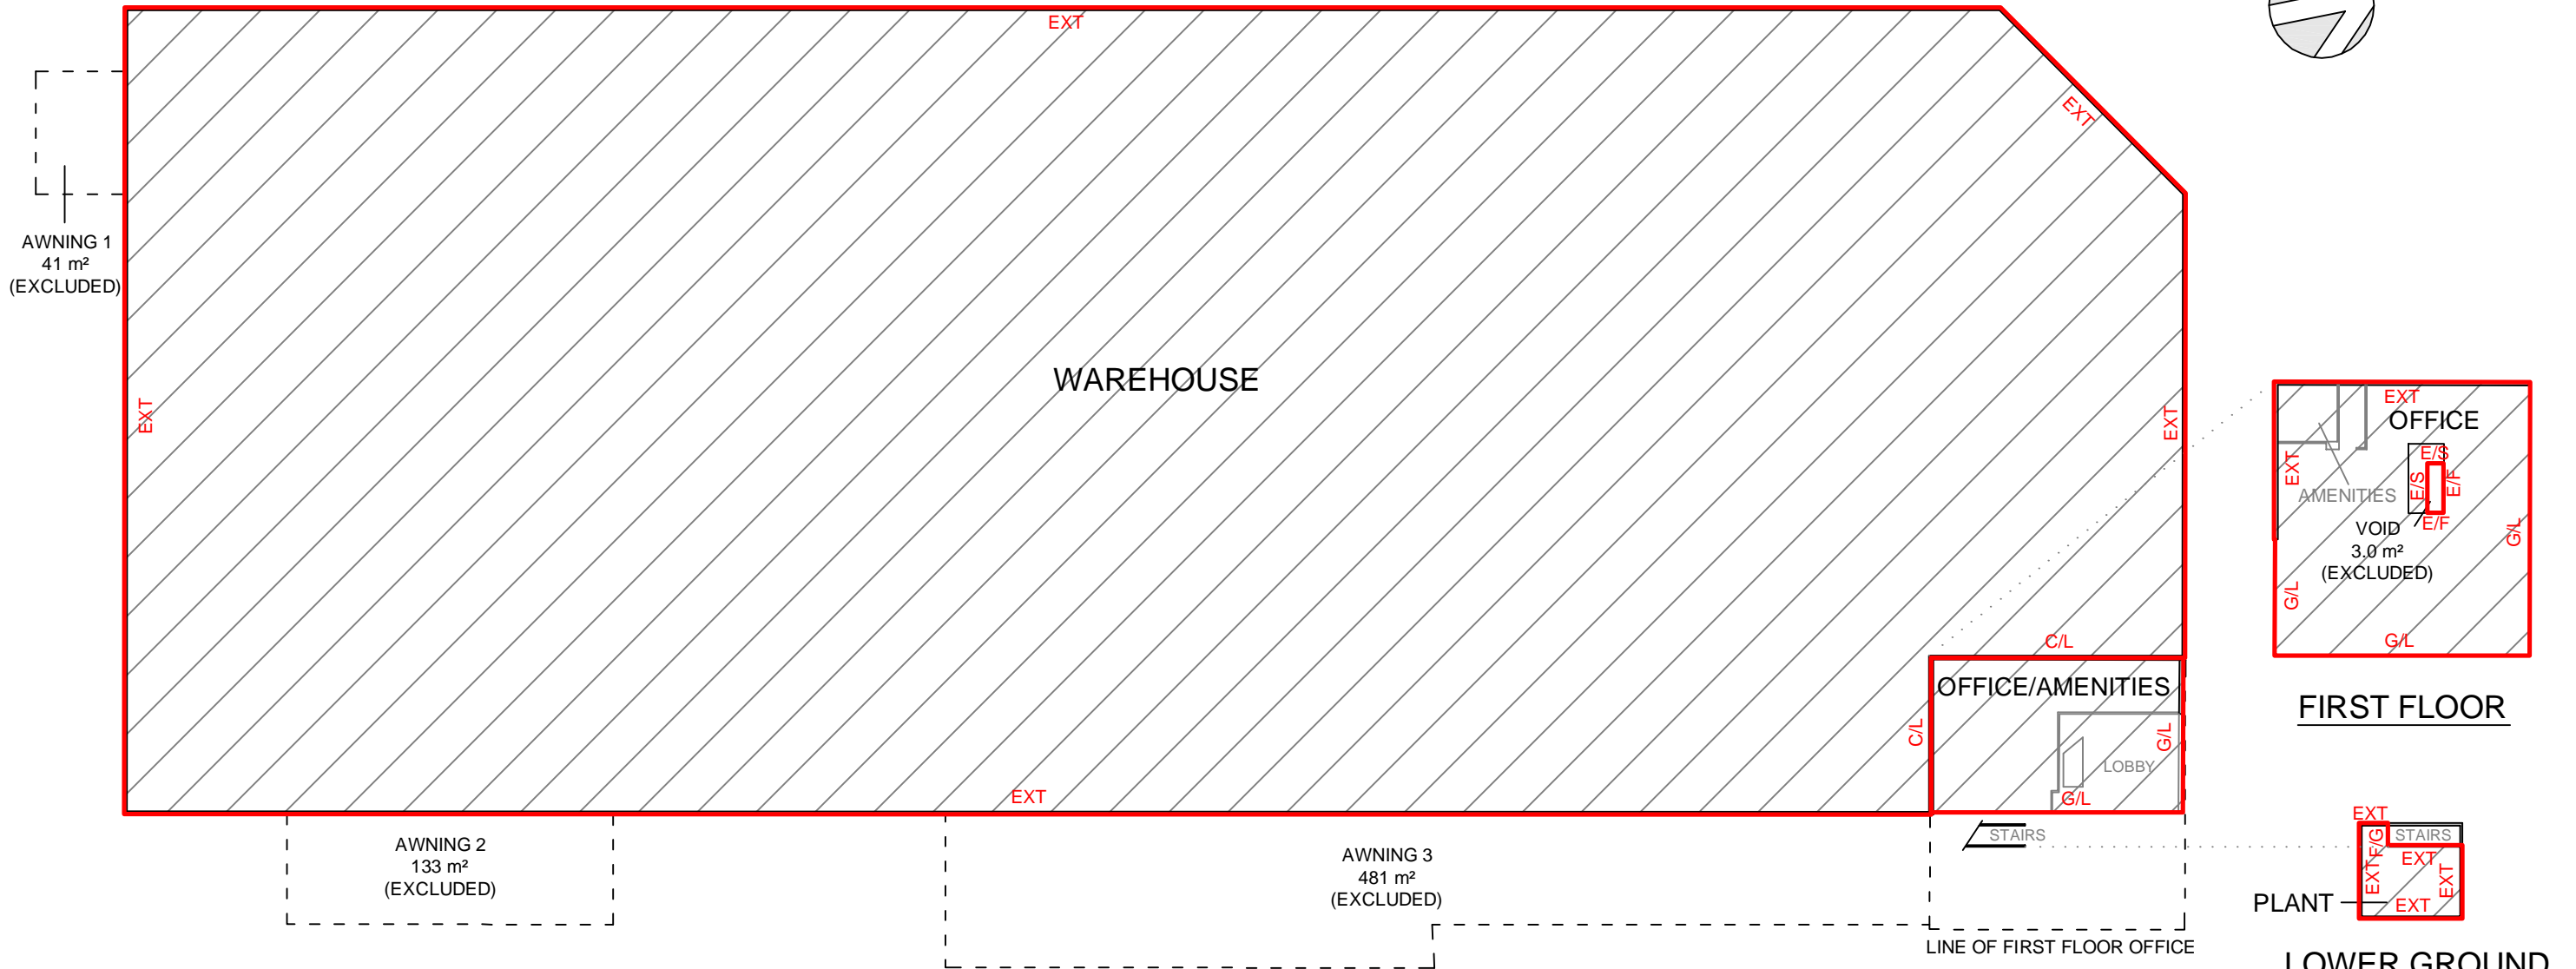 EXT
EXT
AWNING 1
41 m²
(EXCLUDED)
EXT
WAREHOUSE
EXT
EXT
C/L
OFFICE/AMENITIES
C/L
G/L
LOBBY
G/L
STAIRS
AWNING 2
133 m²
(EXCLUDED)
AWNING 3
481 m²
(EXCLUDED)
LINE OF FIRST FLOOR OFFICE
EXT
OFFICE
E/S
EXT
E/S
E/F
AMENITIES
E/F
VOID
3.0 m²
(EXCLUDED)
G/L
G/L
G/L
FIRST FLOOR
EXT
F/G
STAIRS
EXT
EXT
EXT
PLANT
EXT
LOWER GROUND